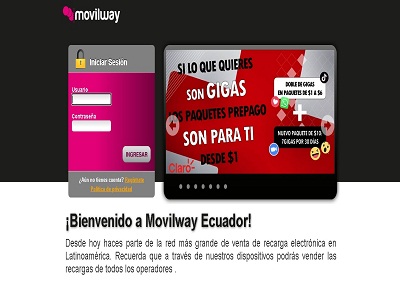 movilway
Iniciar Sesión
Usuario
Contraseña
INGRESAR
¿Aún no tienes cuenta? Regístrate
Política de privacidad
SI LO QUE QUIERES
SON GIGAS
OS PAQUETES PREPAGO
SON PARA TI
DESDE $1
Claro
DOBLE DE GIGAS
EN PAQUETES DE $1 A $6
+
NUEVO PAQUETE DE $10,
7GIGAS POR 30 DÍAS
¡Bienvenido a Movilway Ecuador!
Desde hoy haces parte de la red más grande de venta de recarga electrónica en
Latinoamérica. Recuerda que a través de nuestros dispositivos podrás vender las
recargas de todos los operadores .